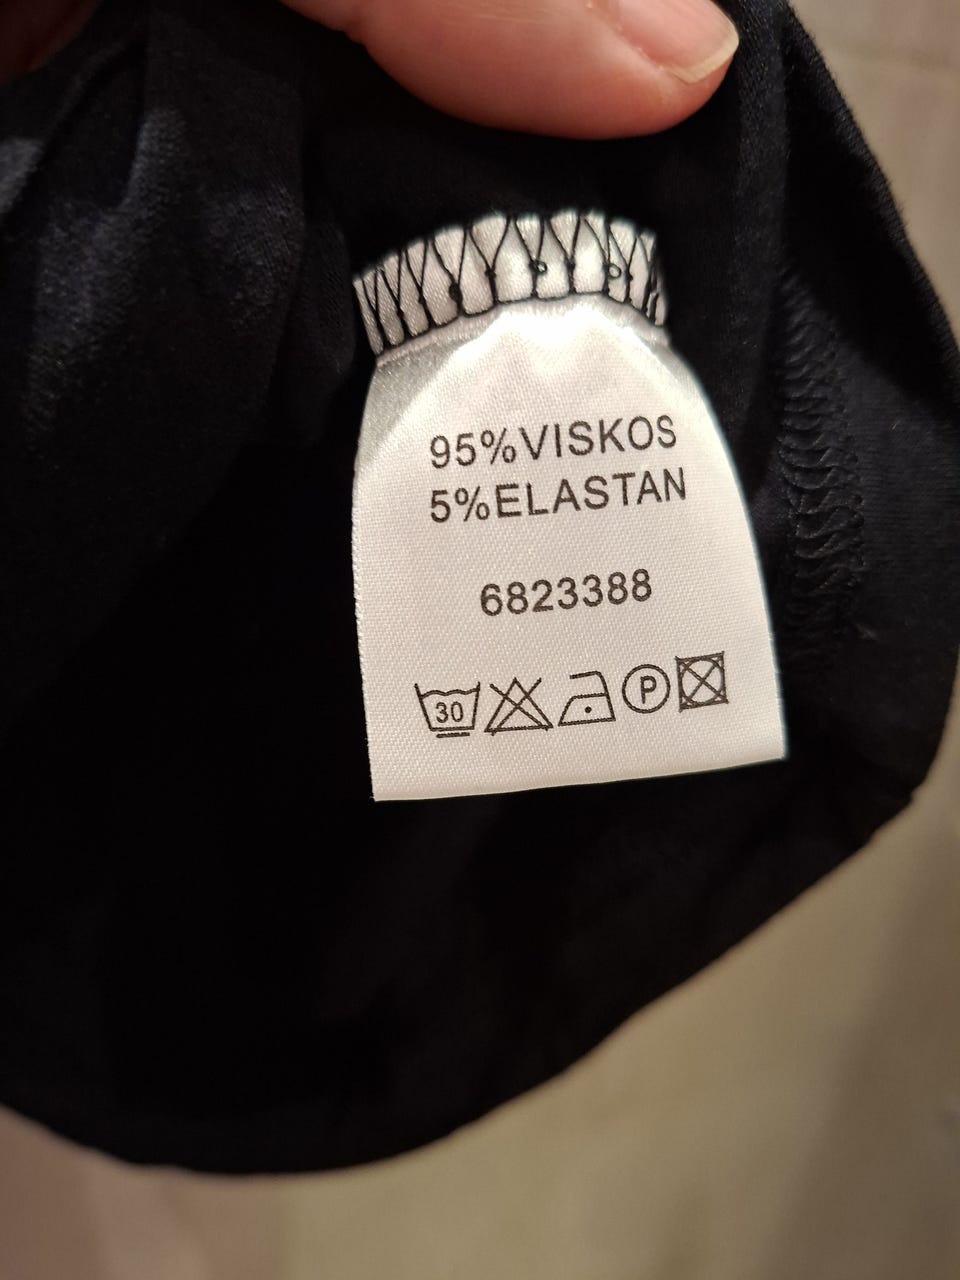 95%VISKOS
5%ELASTAN
6823388
30 P